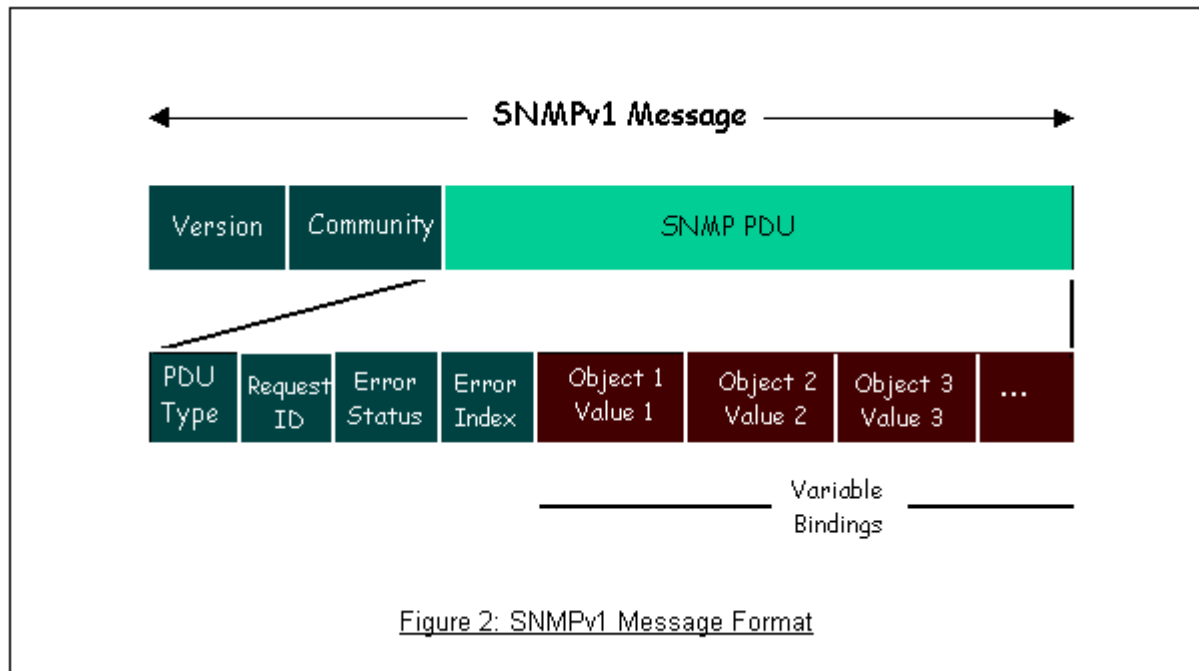 SNMPv1 Message
Version
Community
SNMP PDU
PDU
Type
Request
ID
Error
Status
Error
Index
Object 1
Value 1
Object 2
Value 2
Object 3
Value 3
...
Variable
Bindings
Figure 2: SNMPv1 Message Format